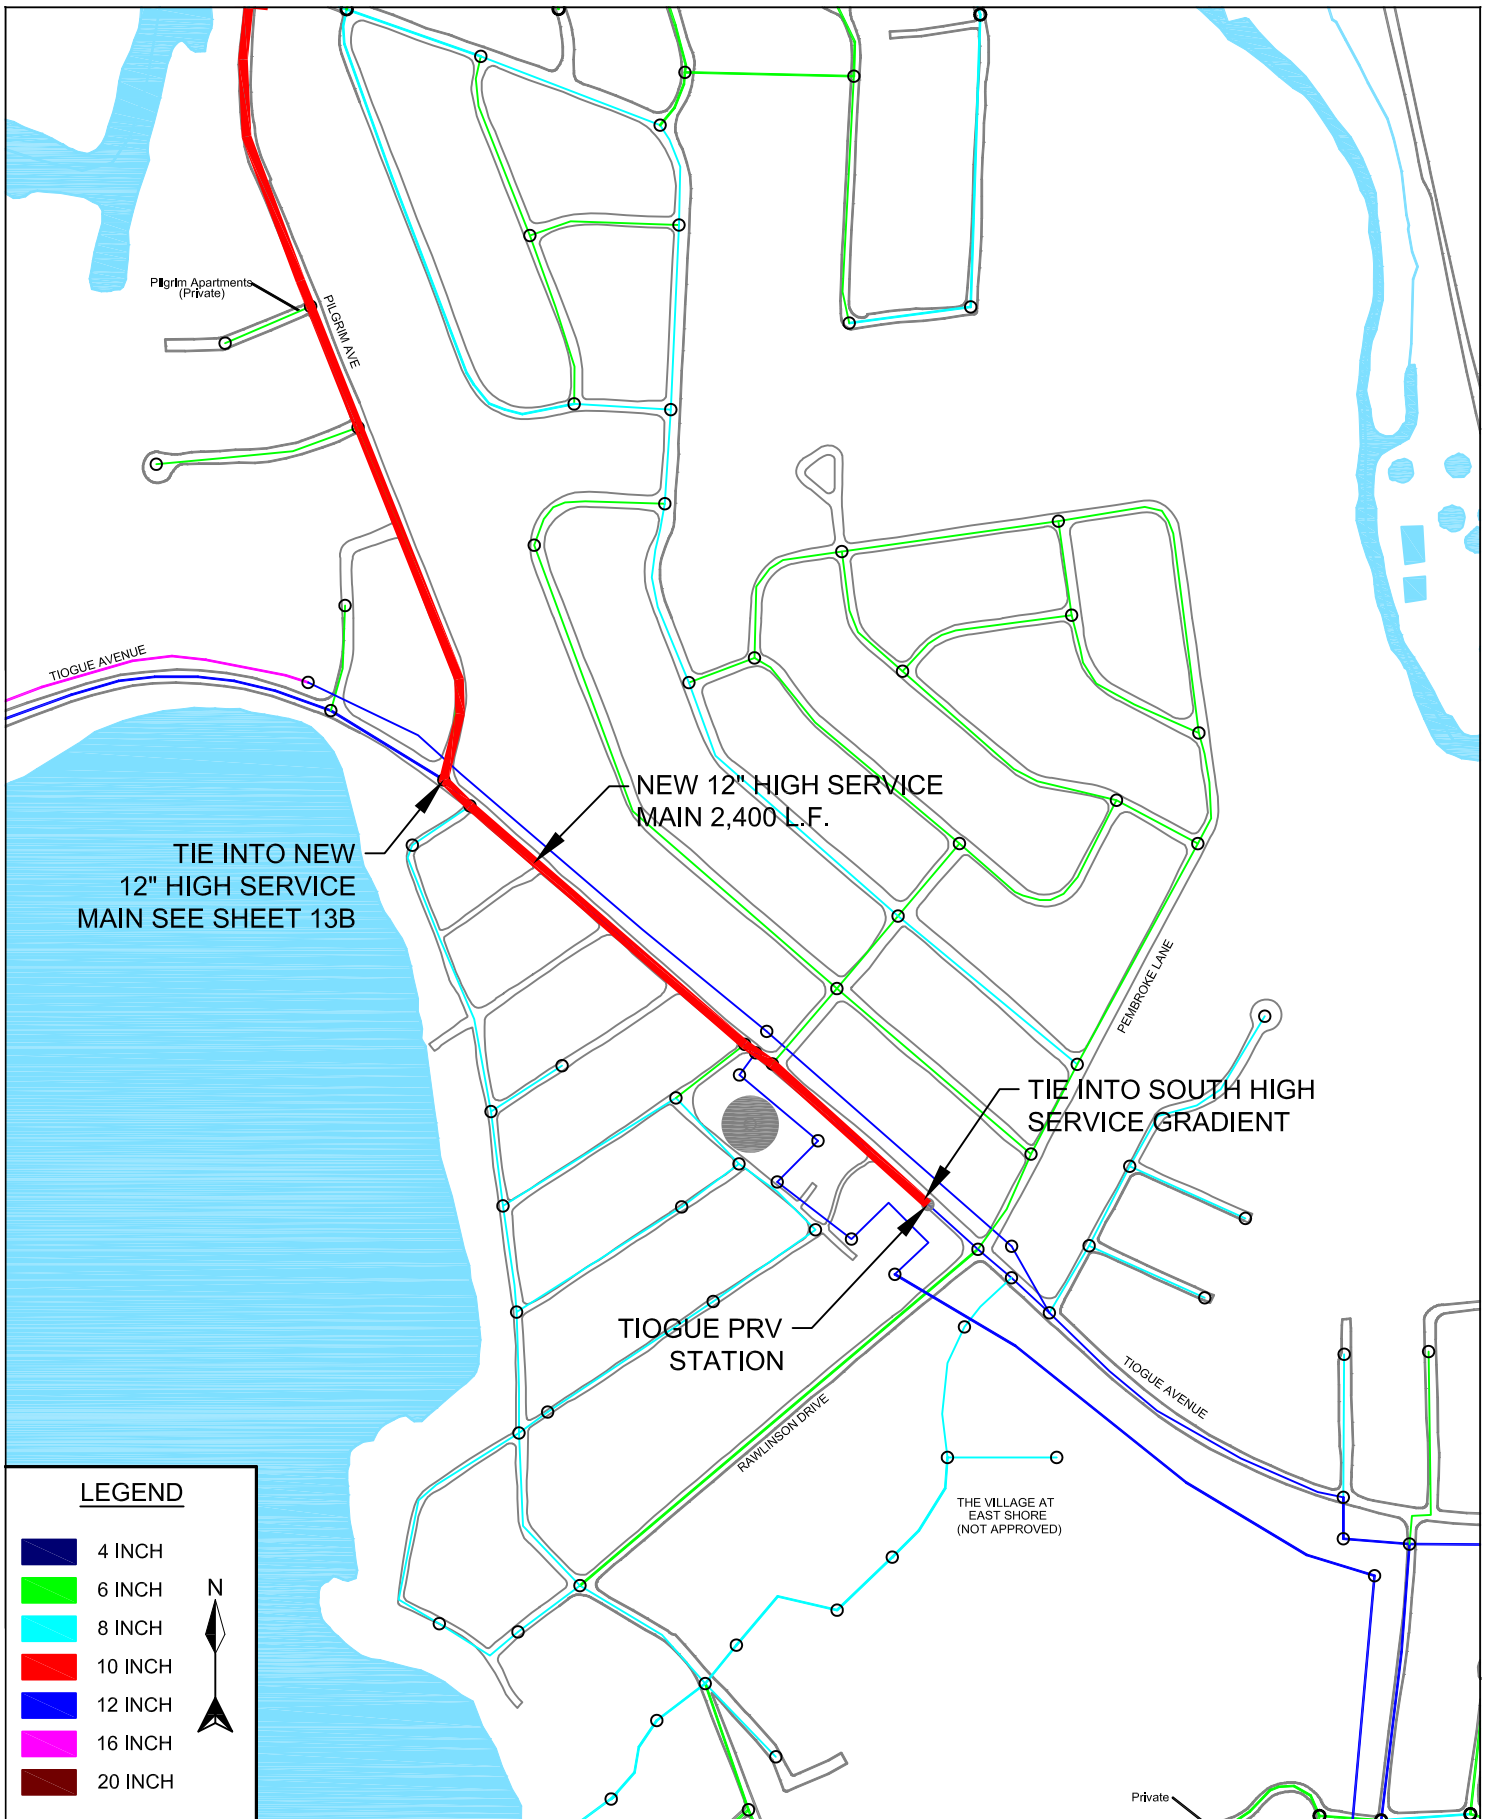 Pilgrim Apartments
(Private)
PILGRIM AVE
TIOGUE AVENUE
NEW 12" HIGH SERVICE
MAIN 2,400 L.F.
TIE INTO NEW
12" HIGH SERVICE
MAIN SEE SHEET 13B
PEMBROKE LANE
TIE INTO SOUTH HIGH
SERVICE GRADIENT
TIOGUE PRV
STATION
TIOGUE AVENUE
RAWLINSON DRIVE
THE VILLAGE AT
EAST SHORE
(NOT APPROVED)
LEGEND
4 INCH
6 INCH
8 INCH
10 INCH
12 INCH
16 INCH
20 INCH
N
Private